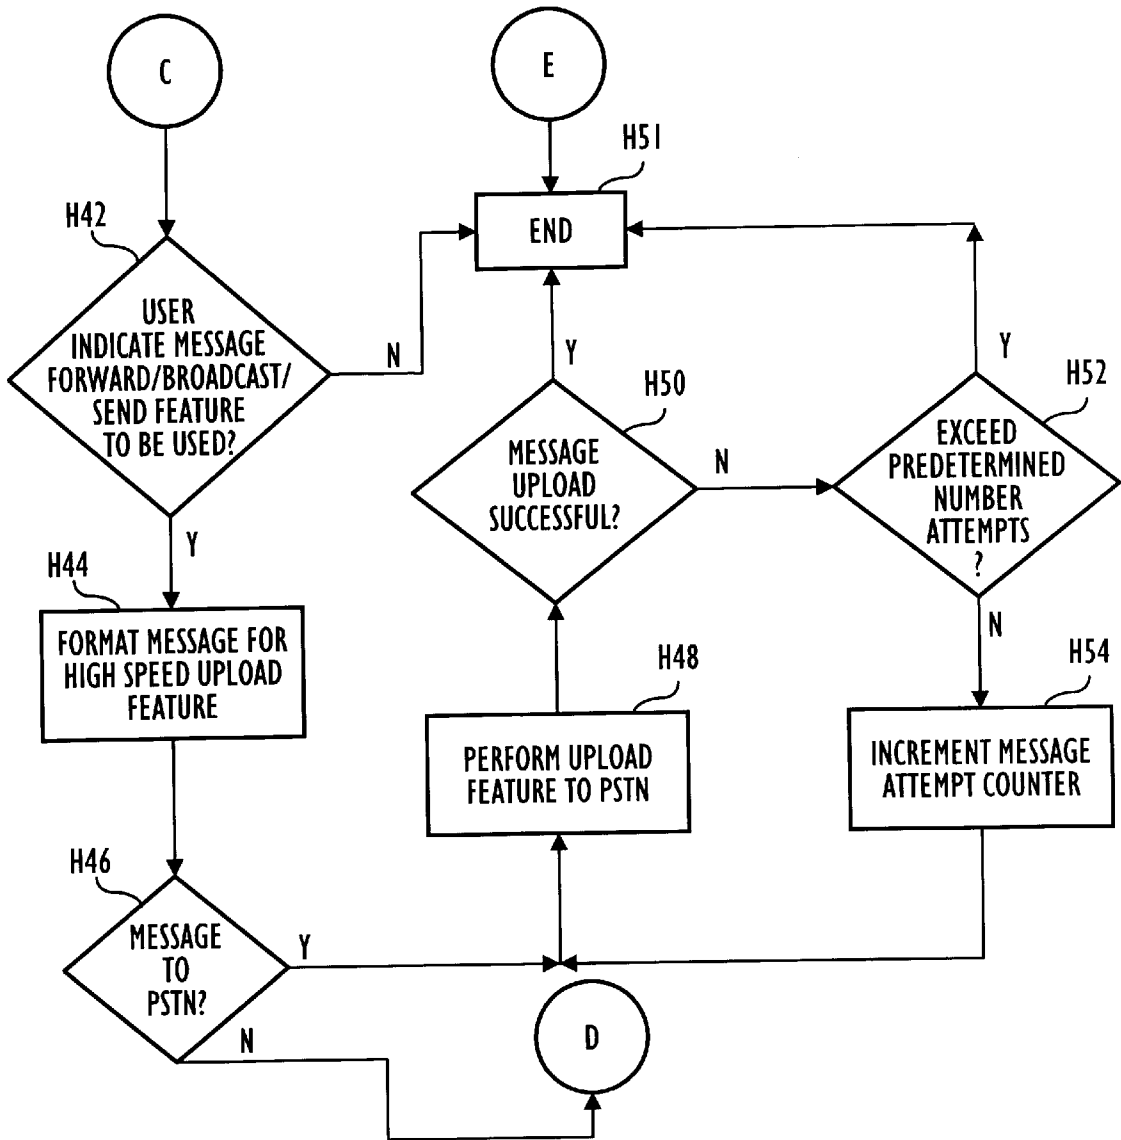 C
E
H51
END
H42
USER
INDICATE MESSAGE
FORWARD/BROADCAST/
SEND FEATURE
TO BE USED?
N
Y
H44
FORMAT MESSAGE FOR
HIGH SPEED UPLOAD
FEATURE
H46
MESSAGE
TO
PSTN?
Y
N
D
H48
PERFORM UPLOAD
FEATURE TO PSTN
H50
MESSAGE
UPLOAD
SUCCESSFUL?
Y
N
H52
EXCEED
PREDETERMINED
NUMBER
ATTEMPTS
?
Y
N
H54
INCREMENT MESSAGE
ATTEMPT COUNTER